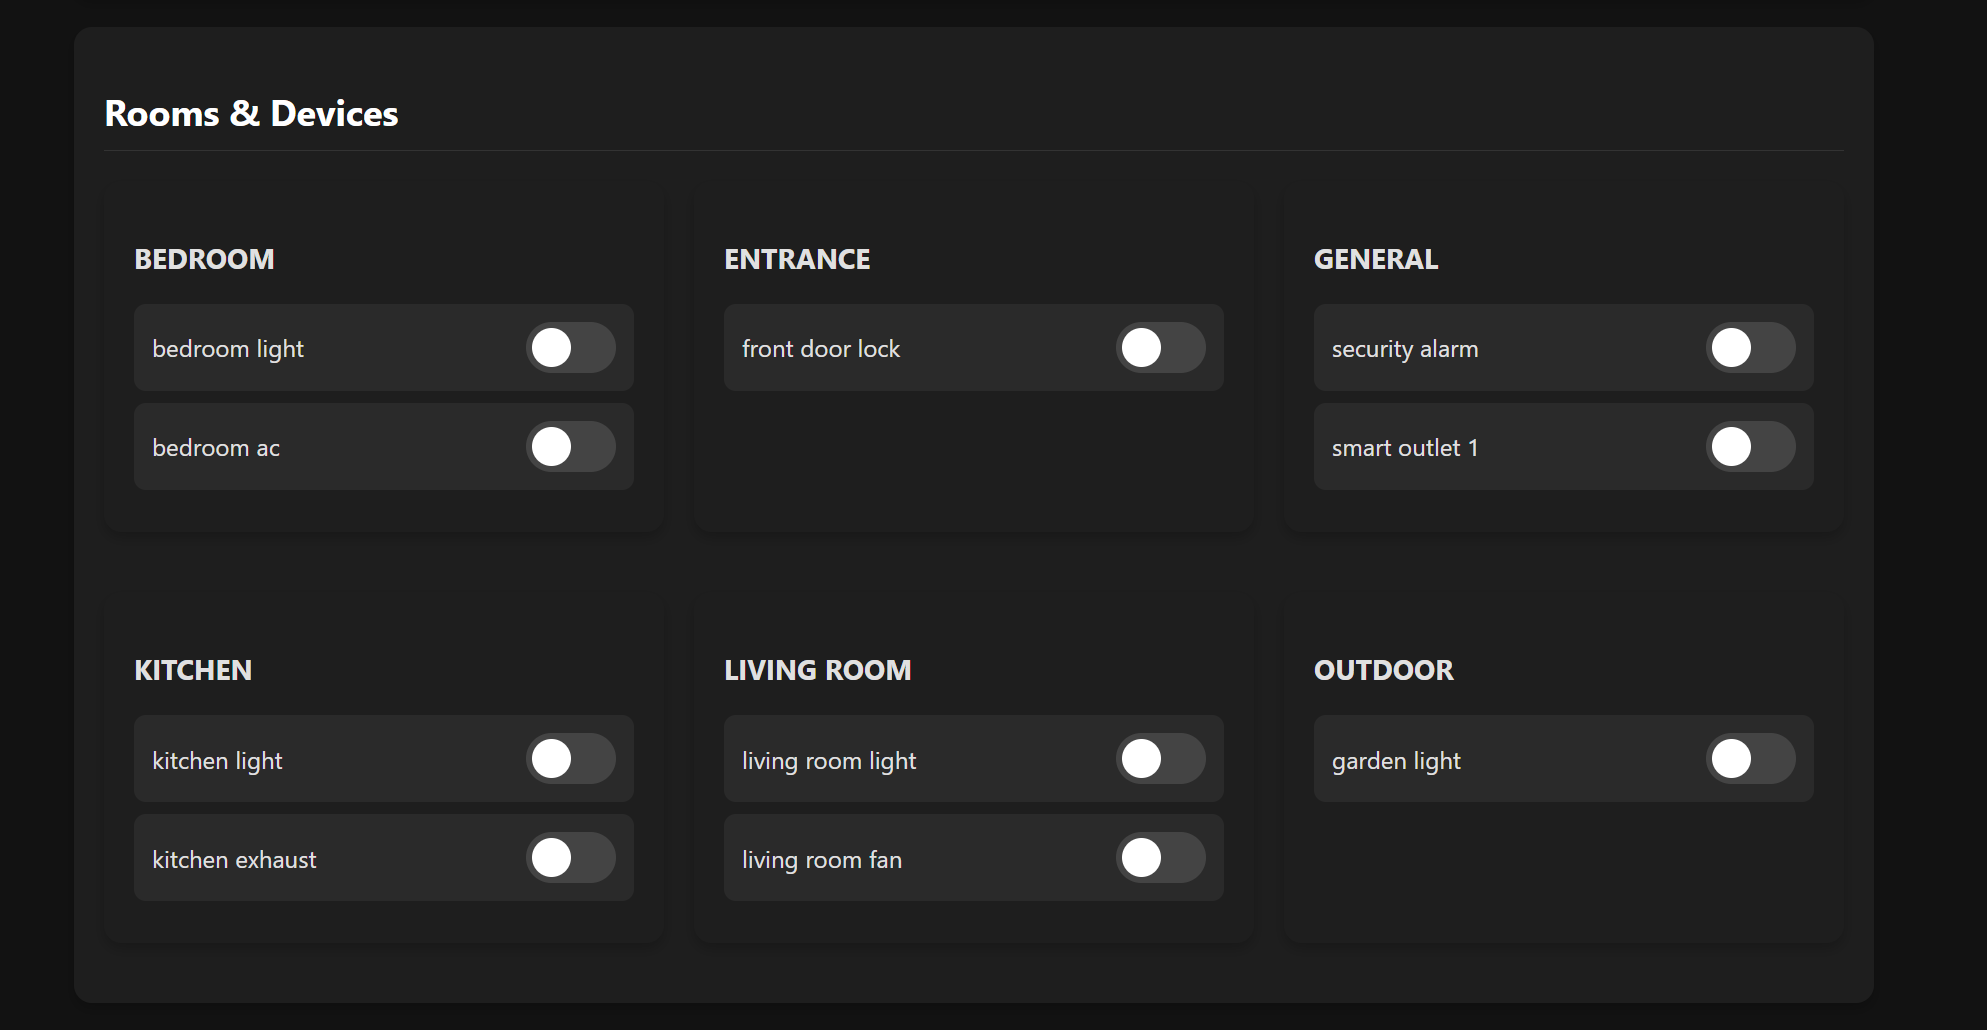 Rooms & Devices
BEDROOM
bedroom light
bedroom ac
ENTRANCE
front door lock
GENERAL
security alarm
smart outlet 1
KITCHEN
kitchen light
kitchen exhaust
LIVING ROOM
living room light
living room fan
OUTDOOR
garden light